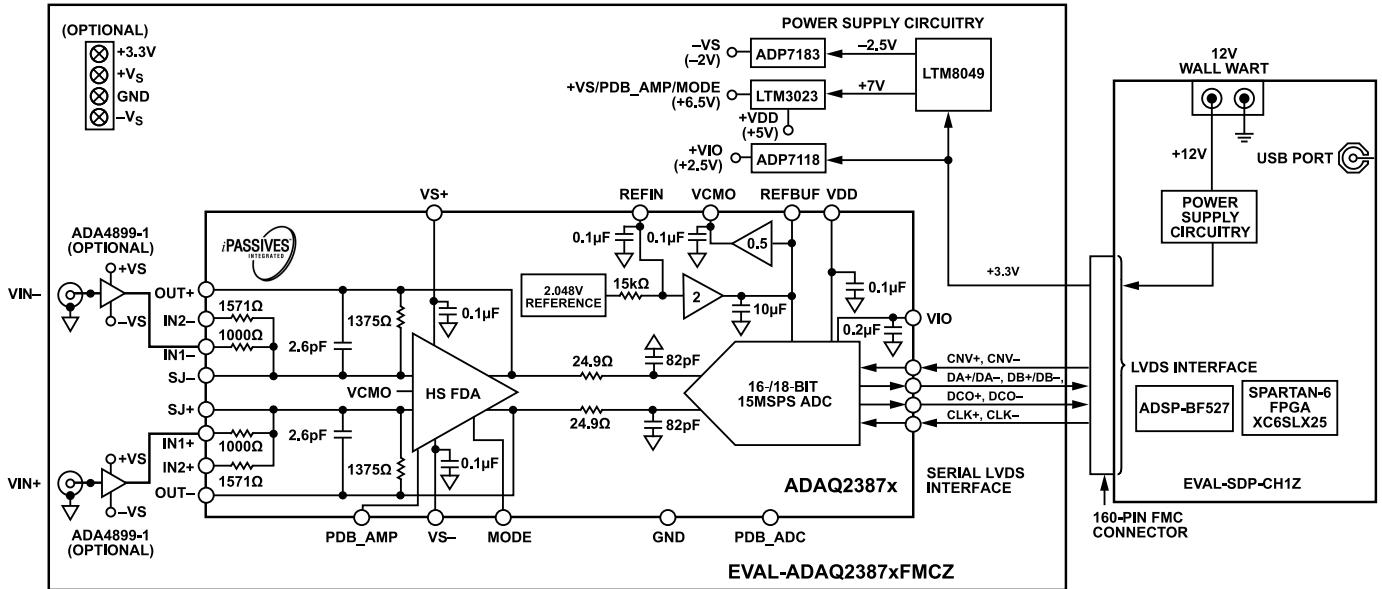 (OPTIONAL)
+3.3V
+VS
GND
–VS
POWER SUPPLY CIRCUITRY
–VS
(–2V)
ADP7183
–2.5V
LTM8049
+VS/PDB_AMP/MODE
(+6.5V)
LTM3023
+7V
+VDD
(+5V)
+VIO
(+2.5V)
ADP7118
12V
WALL WART
+12V
USB PORT
POWER
SUPPLY
CIRCUITRY
+3.3V
VS+
REFIN
VCMO
REFBUF
VDD
iPASSIVES
INTEGRATED
0.1µF
0.1µF
0.5
2.048V
REFERENCE
15kΩ
2
10µF
0.1µF
0.2µF
VIO
ADA4899-1
(OPTIONAL)
+VS
VIN–
–VS
OUT+
1571Ω
IN2–
1000Ω
IN1–
SJ–
2.6pF
1375Ω
0.1µF
VCMO
HS FDA
24.9Ω
82pF
24.9Ω
82pF
16-/18-BIT
15MSPS ADC
CNV+, CNV–
DA+/DA–, DB+/DB–,
DCO+, DCO–
CLK+, CLK–
LVDS INTERFACE
ADSP-BF527
SPARTAN-6
FPGA
XC6SLX25
SJ+
IN1+
1000Ω
IN2+
1571Ω
OUT–
2.6pF
1375Ω
0.1µF
+VS
VIN+
–VS
ADA4899-1
(OPTIONAL)
ADAQ2387x
SERIAL LVDS
INTERFACE
EVAL-SDP-CH1Z
160-PIN FMC
CONNECTOR
PDB_AMP
VS–
MODE
GND
PDB_ADC
EVAL-ADAQ2387xFMCZ